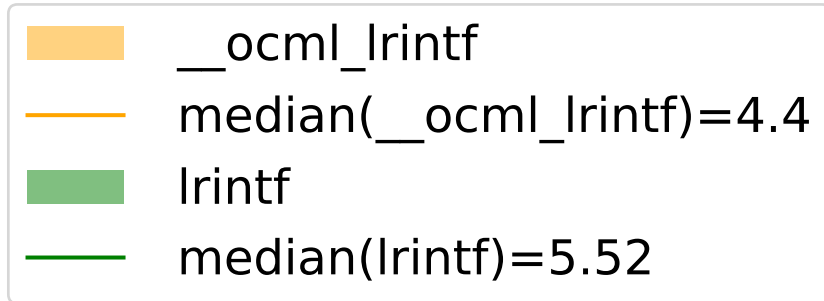 __ocml_lrintf
median(__ocml_lrintf)=4.4
lrintf
median(lrintf)=5.52